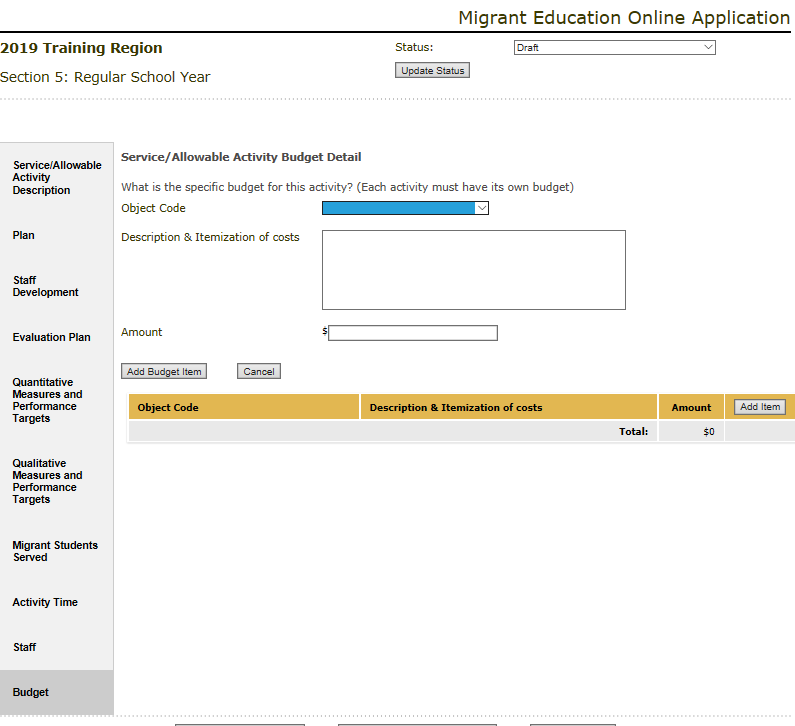 Migrant Education Online Application
2019 Training Region
Status:
Draft
Section 5: Regular School Year
Update Status
Service/Allowable
Activity
Description
Plan
Staff
Development
Evaluation Plan
Quantitative
Measures and
Performance
Targets
Qualitative
Measures and
Performance
Targets
Migrant Students
Served
Activity Time
Staff
Budget
Service/Allowable Activity Budget Detail
What is the specific budget for this activity? (Each activity must have its own budget)
Object Code
Description & Itemization of costs
Amount
$
Add Budget Item
Cancel
Object Code Description & Itemization of costs Amount Add Item
Total: $0